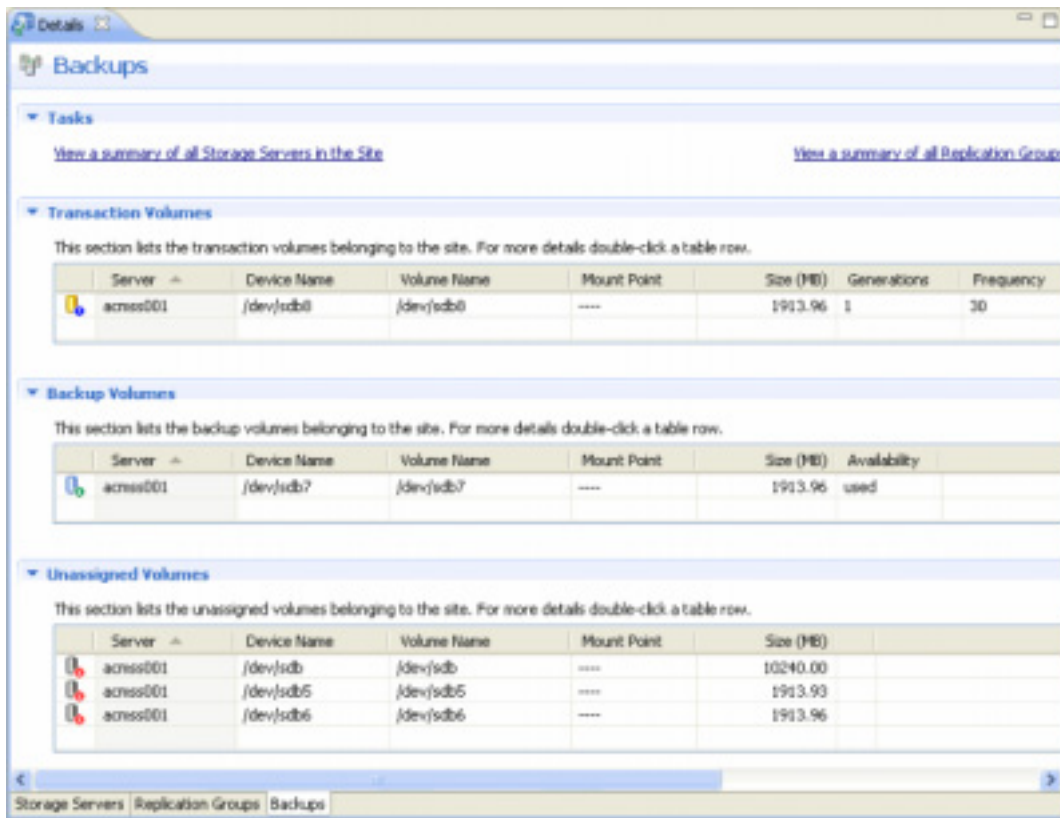 Details
Backups
Tasks
View a summary of all Storage Servers in the Site View a summary of all Replication Groups
Transaction Volumes
This section lists the transaction volumes belonging to the site. For more details double-click a table row.
Server Device Name Volume Name Mount Point Size (MB) Generations Frequency
acmss001 /dev/sdb8 /dev/sdb8 ---- 1913.96 1 30
Backup Volumes
This section lists the backup volumes belonging to the site. For more details double-click a table row.
Server Device Name Volume Name Mount Point Size (MB) Availability
acmss001 /dev/sdb7 /dev/sdb7 ---- 1913.96 used
Unassigned Volumes
This section lists the unassigned volumes belonging to the site. For more details double-click a table row.
Server Device Name Volume Name Mount Point Size (MB)
acmss001 /dev/sdb /dev/sdb ---- 10240.00
acmss001 /dev/sdb5 /dev/sdb5 ---- 1913.93
acmss001 /dev/sdb6 /dev/sdb6 ---- 1913.96
Storage Servers Replication Groups Backups